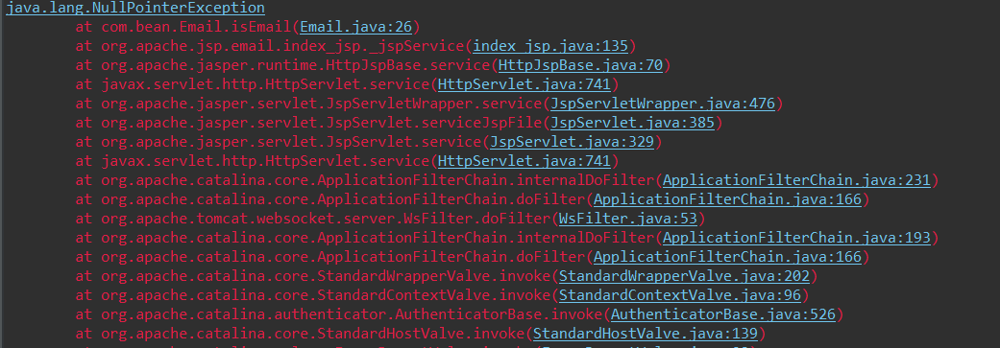 java.lang.NullPointerException
at com.bean.Email.isEmail(Email.java:26)
at org.apache.jsp.email.index_jsp._jspService(index_jsp.java:135)
at org.apache.jasper.runtime.HttpJspBase.service(HttpJspBase.java:70)
at javax.servlet.http.HttpServlet.service(HttpServlet.java:741)
at org.apache.jasper.servlet.JspServletWrapper.service(JspServletWrapper.java:476)
at org.apache.jasper.servlet.JspServlet.serviceJspFile(JspServlet.java:385)
at org.apache.jasper.servlet.JspServlet.service(JspServlet.java:329)
at javax.servlet.http.HttpServlet.service(HttpServlet.java:741)
at org.apache.catalina.core.ApplicationFilterChain.internalDoFilter(ApplicationFilterChain.java:231)
at org.apache.catalina.core.ApplicationFilterChain.doFilter(ApplicationFilterChain.java:166)
at org.apache.tomcat.websocket.server.WsFilter.doFilter(WsFilter.java:53)
at org.apache.catalina.core.ApplicationFilterChain.internalDoFilter(ApplicationFilterChain.java:193)
at org.apache.catalina.core.ApplicationFilterChain.doFilter(ApplicationFilterChain.java:166)
at org.apache.catalina.core.StandardWrapperValve.invoke(StandardWrapperValve.java:202)
at org.apache.catalina.core.StandardContextValve.invoke(StandardContextValve.java:96)
at org.apache.catalina.authenticator.AuthenticatorBase.invoke(AuthenticatorBase.java:526)
at org.apache.catalina.core.StandardHostValve.invoke(StandardHostValve.java:139)